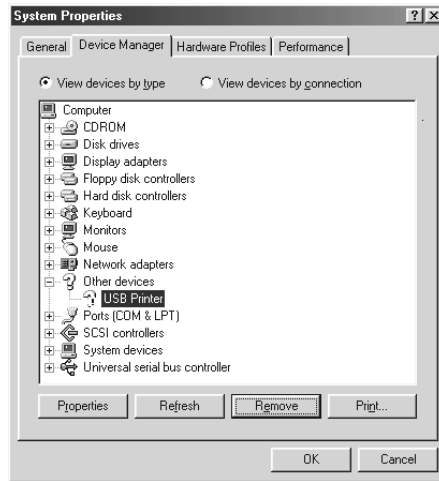 System Properties
General Device Manager Hardware Profiles Performance
View devices by type View devices by connection
Computer
CDROM
Disk drives
Display adapters
Floppy disk controllers
Hard disk controllers
Keyboard
Monitors
Mouse
Network adapters
Other devices
USB Printer
Ports (COM & LPT)
SCSI controllers
System devices
Universal serial bus controller
Properties Refresh Remove Print...
OK Cancel